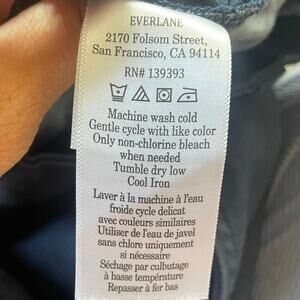 EVERLANE
2170 Folsom Street,
San Francisco, CA 94114
RN# 139393
Machine wash cold
Gentle cycle with like color
Only non-chlorine bleach
when needed
Tumble dry low
Cool Iron
Laver à la machine à l'eau
froide cycle delicat
avec couleurs similaires
Utiliser de l'eau de javel
sans chlore uniquement
si nécessaire
Séchage par culbutage
à basse température
Repasser à fer bas